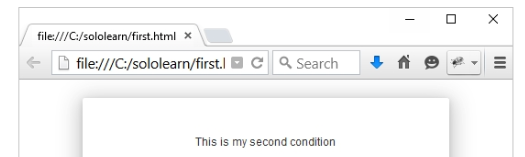 file:///C:/sololearn/first.html
file:///C:/sololearn/first.l
Search
This is my second condition